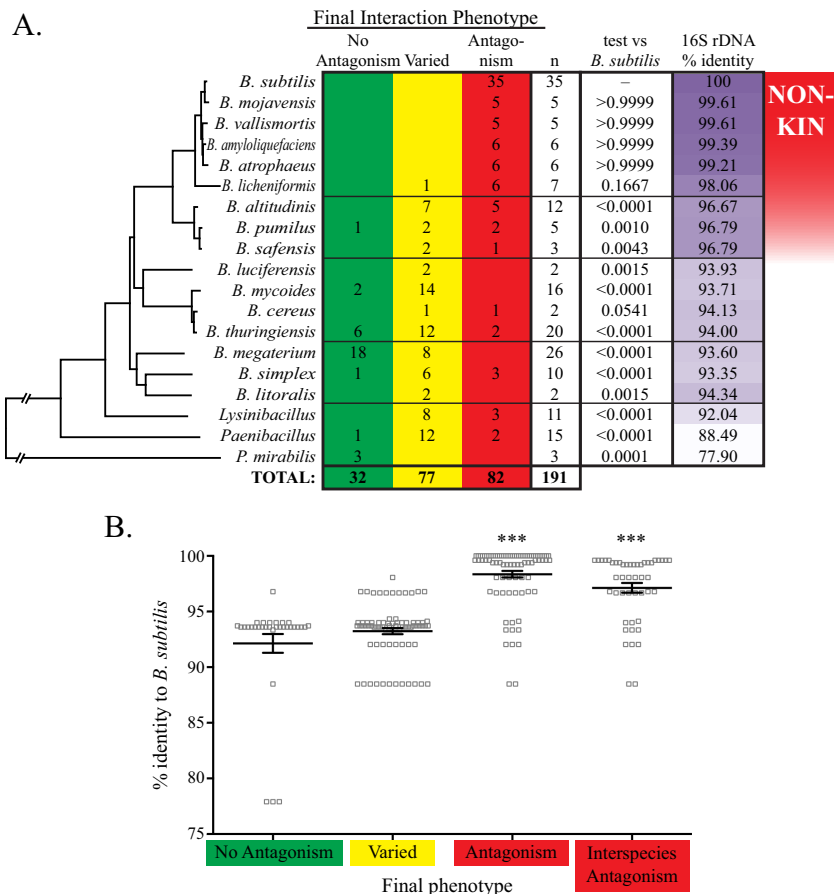 A.
Final Interaction Phenotype
No Antagonism Varied Antago-nism n test vs B. subtilis 16S rDNA % identity
B. subtilis 35 35 – 100
B. mojavensis 5 5 >0.9999 99.61
B. vallismortis 5 5 >0.9999 99.61
B. amyloliquefaciens 6 6 >0.9999 99.39
B. atrophaeus 6 6 >0.9999 99.21
B. licheniformis 1 6 7 0.1667 98.06
B. altitudinis 7 5 12 <0.0001 96.67
B. pumilus 1 2 2 5 0.0010 96.79
B. safensis 2 1 3 0.0043 96.79
B. luciferensis 2 2 0.0015 93.93
B. mycoides 2 14 16 <0.0001 93.71
B. cereus 1 1 2 0.0541 94.13
B. thuringiensis 6 12 2 20 <0.0001 94.00
B. megaterium 18 8 26 <0.0001 93.60
B. simplex 1 6 3 10 <0.0001 93.35
B. litoralis 2 2 0.0015 94.34
Lysinibacillus 8 3 11 <0.0001 92.04
Paenibacillus 1 12 2 15 <0.0001 88.49
P. mirabilis 3 3 0.0001 77.90
TOTAL: 32 77 82 191
NON-
KIN
B.
*** ***
100
95
90
85
80
75
% identity to B. subtilis
No Antagonism Varied Antagonism Interspecies
Antagonism
Final phenotype